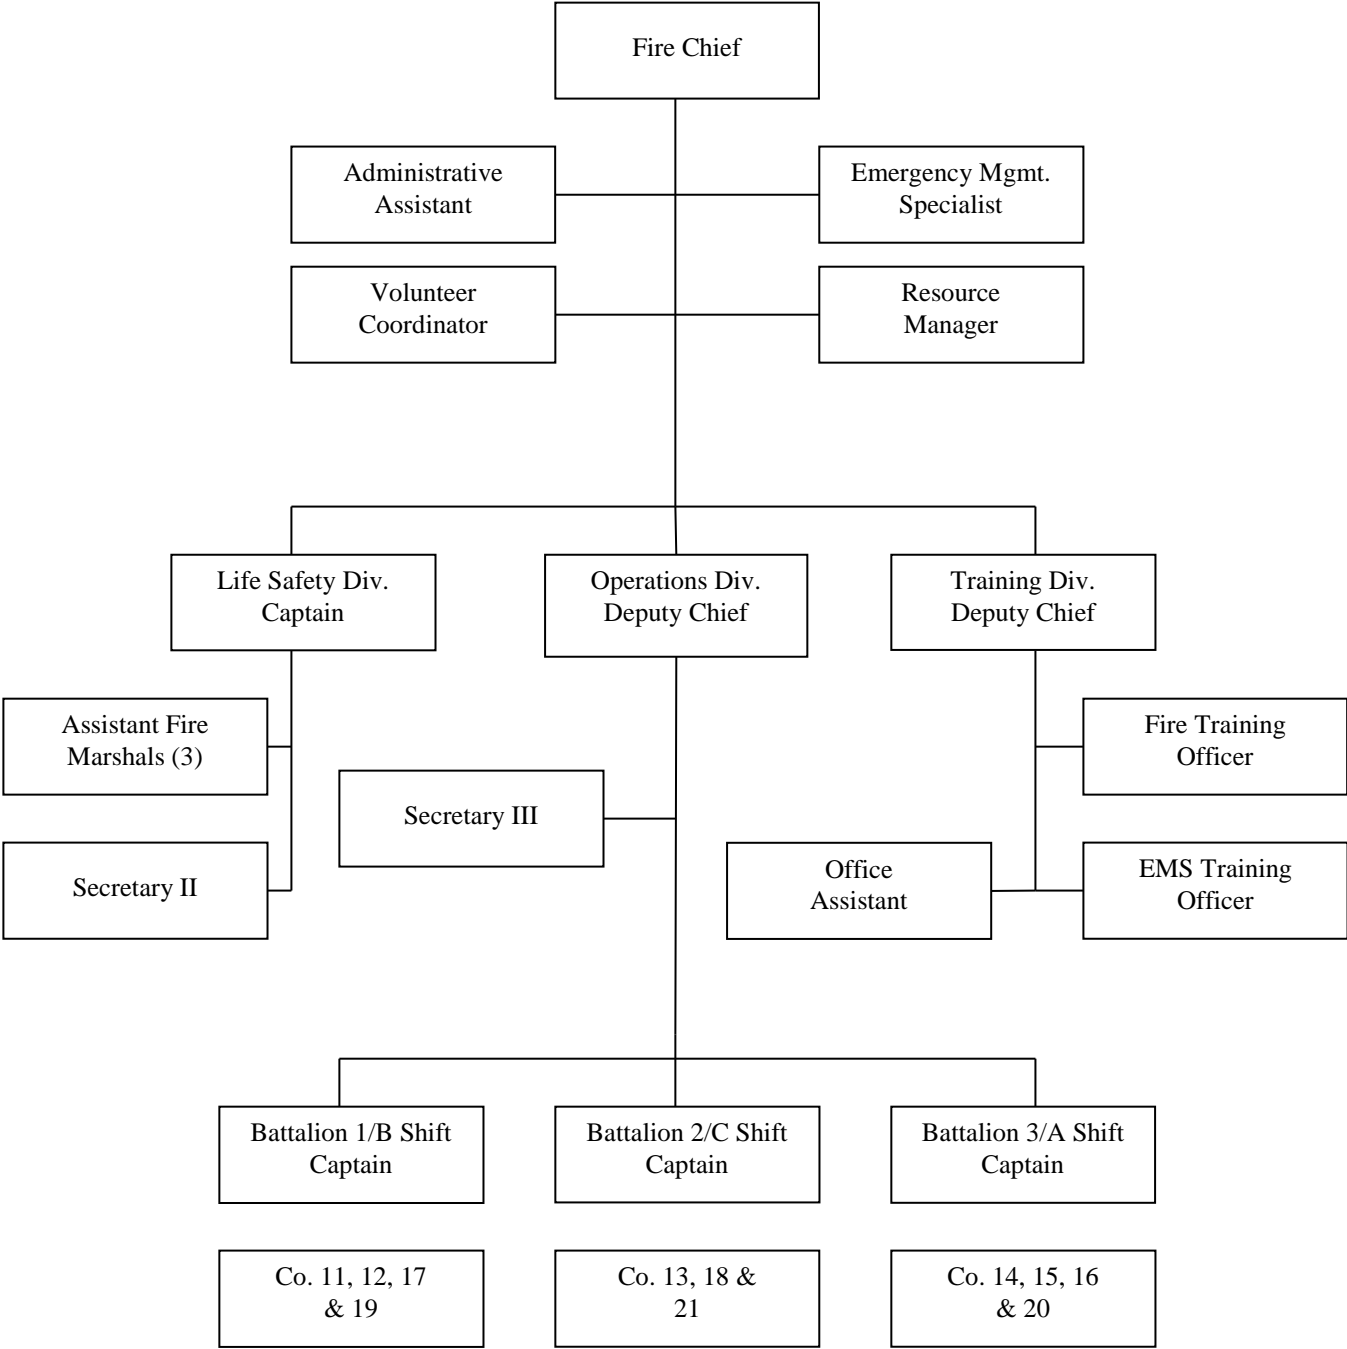 Fire Chief
Administrative
Assistant
Emergency Mgmt.
Specialist
Volunteer
Coordinator
Resource
Manager
Life Safety Div.
Captain
Operations Div.
Deputy Chief
Training Div.
Deputy Chief
Assistant Fire
Marshals (3)
Fire Training
Officer
Secretary III
Secretary II
Office
Assistant
EMS Training
Officer
Battalion 1/B Shift
Captain
Battalion 2/C Shift
Captain
Battalion 3/A Shift
Captain
Co. 11, 12, 17
& 19
Co. 13, 18 &
21
Co. 14, 15, 16
& 20